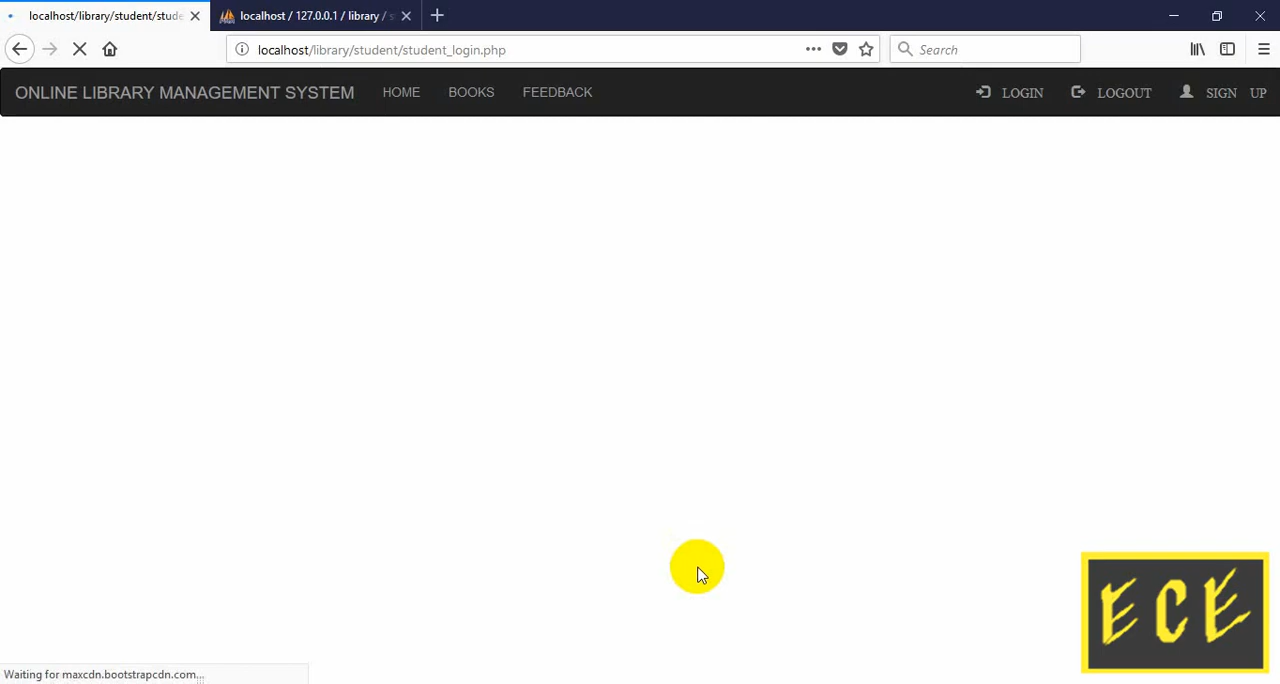 localhost/library/student/stude
localhost / 127.0.0.1 / library / s
localhost/library/student/student_login.php
Search
ONLINE LIBRARY MANAGEMENT SYSTEM HOME BOOKS FEEDBACK LOGIN LOGOUT SIGN UP
ECE
Waiting for maxcdn.bootstrapcdn.com...